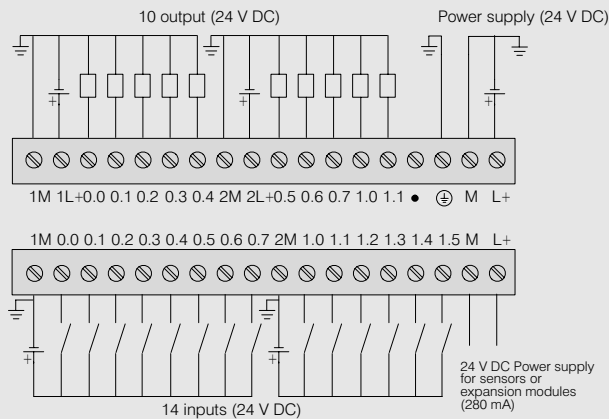 10 output (24 V DC) Power supply (24 V DC)
+ + +
1M 1L+ 0.0 0.1 0.2 0.3 0.4 2M 2L+ 0.5 0.6 0.7 1.0 1.1 • M L+
1M 0.0 0.1 0.2 0.3 0.4 0.5 0.6 0.7 2M 1.0 1.1 1.2 1.3 1.4 1.5 M L+
+ +
24 V DC Power supply
for sensors or
expansion modules
(280 mA)
14 inputs (24 V DC)